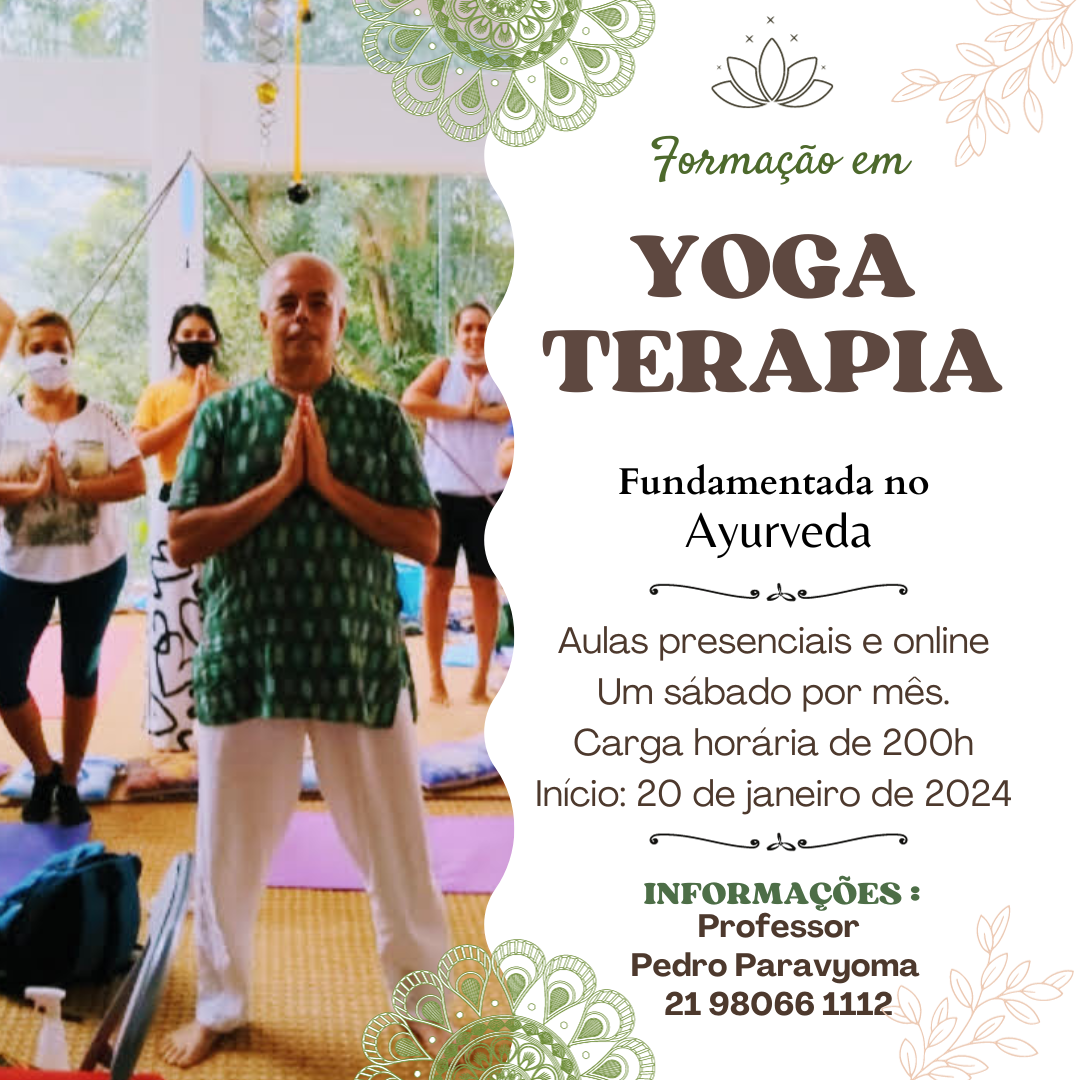 Formação em
YOGA
TERAPIA
Fundamentada no
Ayurveda
Aulas presenciais e online
Um sábado por mês.
Carga horária de 200h
Início: 20 de janeiro de 2024
INFORMAÇÕES :
Professor
Pedro Paravyoma
21 98066 1112